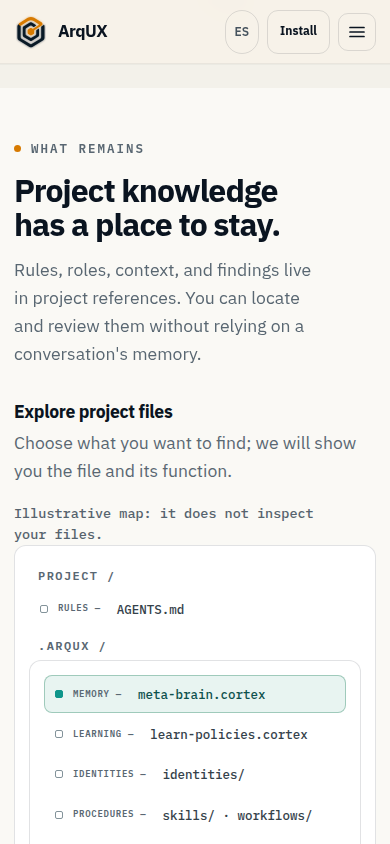 ArqUX
ES
Install
WHAT REMAINS
Project knowledge
has a place to stay.
Rules, roles, context, and findings live
in project references. You can locate
and review them without relying on a
conversation's memory.
Explore project files
Choose what you want to find; we will show
you the file and its function.
Illustrative map: it does not inspect
your files.
PROJECT /
RULES — AGENTS.md
.ARQUX /
MEMORY — meta-brain.cortex
LEARNING — learn-policies.cortex
IDENTITIES — identities/
PROCEDURES — skills/ · workflows/